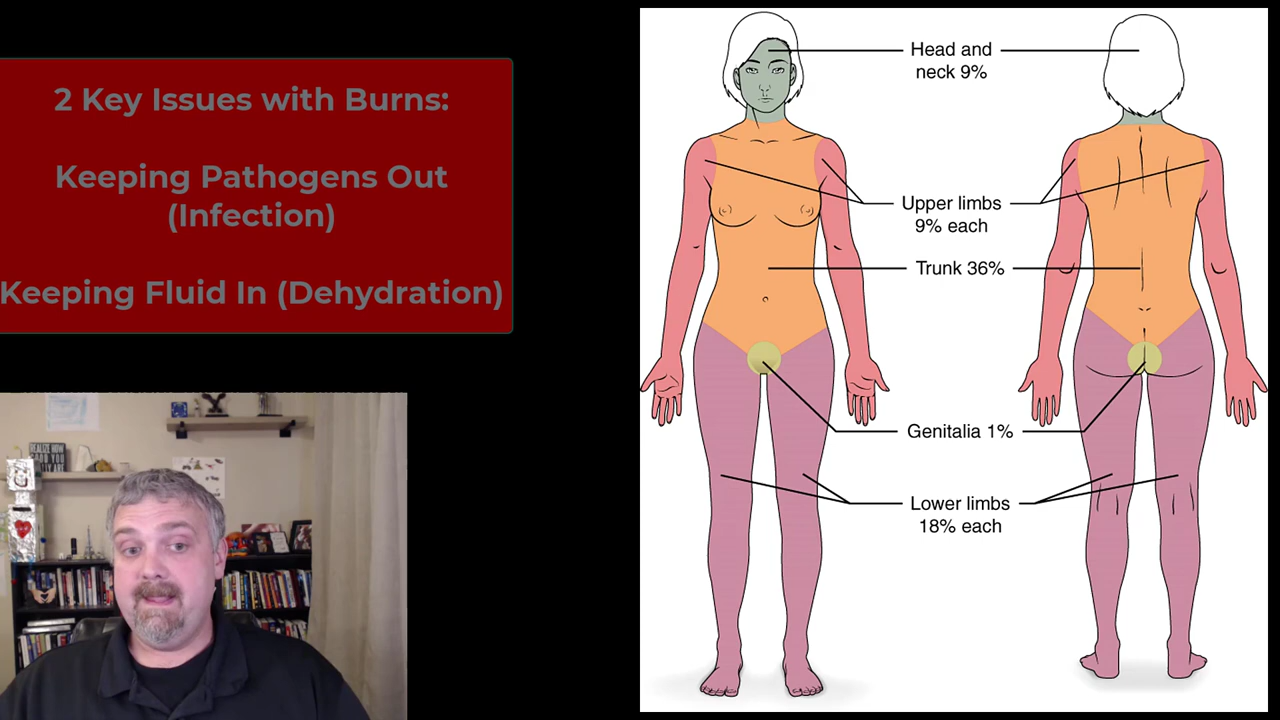 2 Key Issues with Burns:
Keeping Pathogens Out
(Infection)
Keeping Fluid In (Dehydration)
Head and
neck 9%
Upper limbs
9% each
Trunk 36%
Genitalia 1%
Lower limbs
18% each